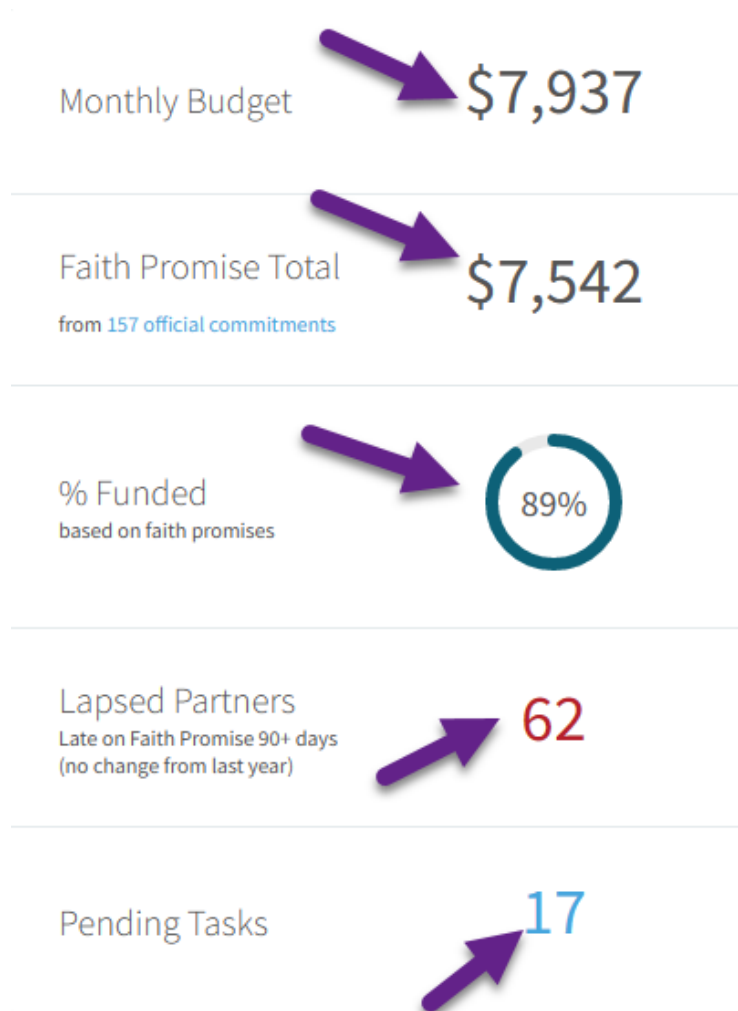 Monthly Budget $7,937
Faith Promise Total $7,542
from 157 official commitments
% Funded
based on faith promises
89%
Lapsed Partners 62
Late on Faith Promise 90+ days
(no change from last year)
Pending Tasks 17